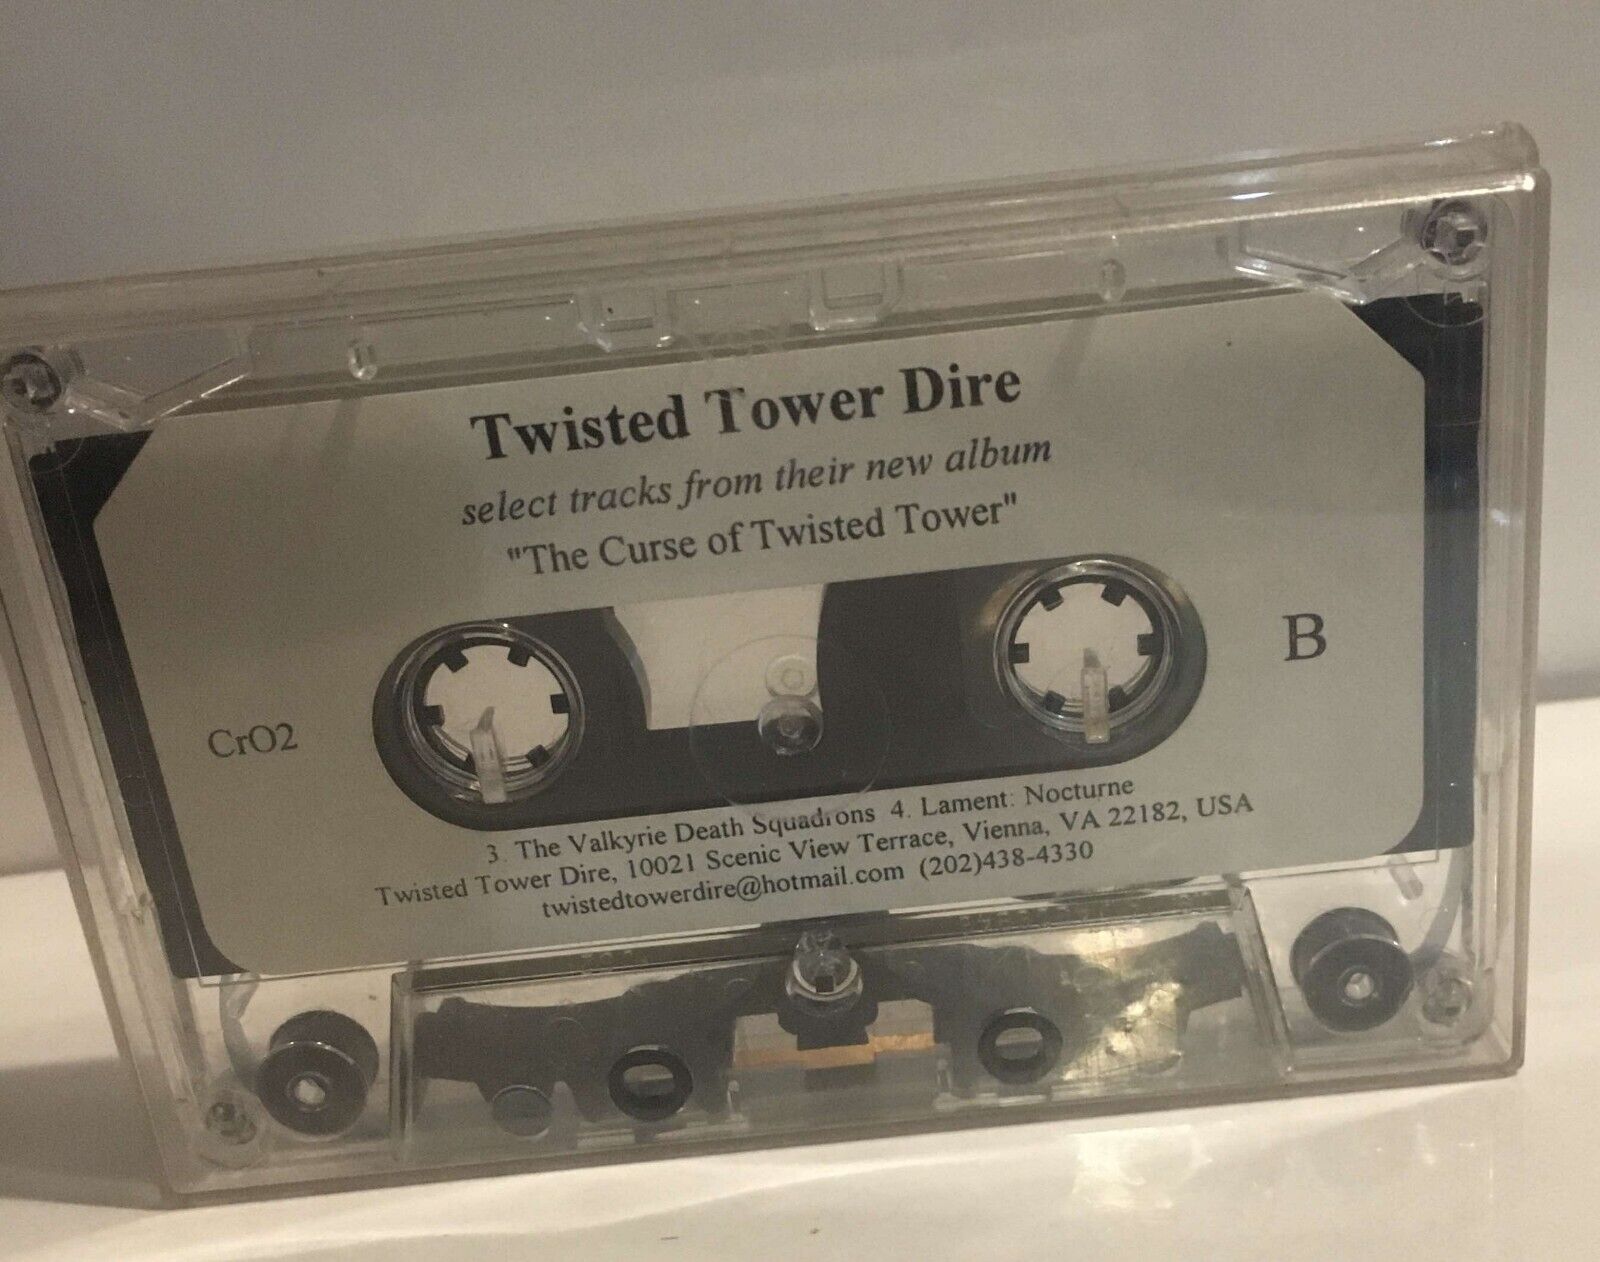 Twisted Tower Dire
select tracks from their new album
"The Curse of Twisted Tower"
B
CrO2
3. The Valkyrie Death Squadrons 4. Lament: Nocturne
Twisted Tower Dire, 10021 Scenic View Terrace, Vienna, VA 22182, USA
twistedtowerdire@hotmail.com (202)438-4330